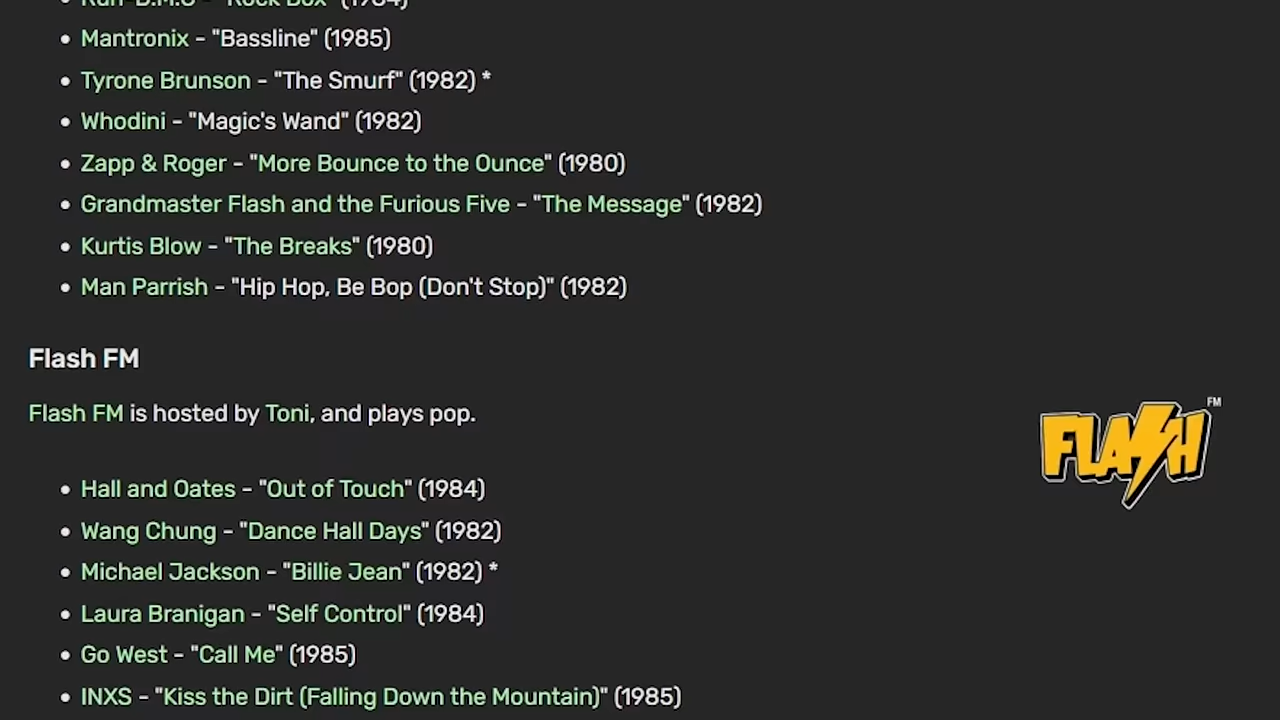 Run-D.M.C - "Rock Box" (1984)
Mantronix - "Bassline" (1985)
Tyrone Brunson - "The Smurf" (1982) *
Whodini - "Magic's Wand" (1982)
Zapp & Roger - "More Bounce to the Ounce" (1980)
Grandmaster Flash and the Furious Five - "The Message" (1982)
Kurtis Blow - "The Breaks" (1980)
Man Parrish - "Hip Hop, Be Bop (Don't Stop)" (1982)
Flash FM
Flash FM is hosted by Toni, and plays pop.
FLASH FM
Hall and Oates - "Out of Touch" (1984)
Wang Chung - "Dance Hall Days" (1982)
Michael Jackson - "Billie Jean" (1982) *
Laura Branigan - "Self Control" (1984)
Go West - "Call Me" (1985)
INXS - "Kiss the Dirt (Falling Down the Mountain)" (1985)